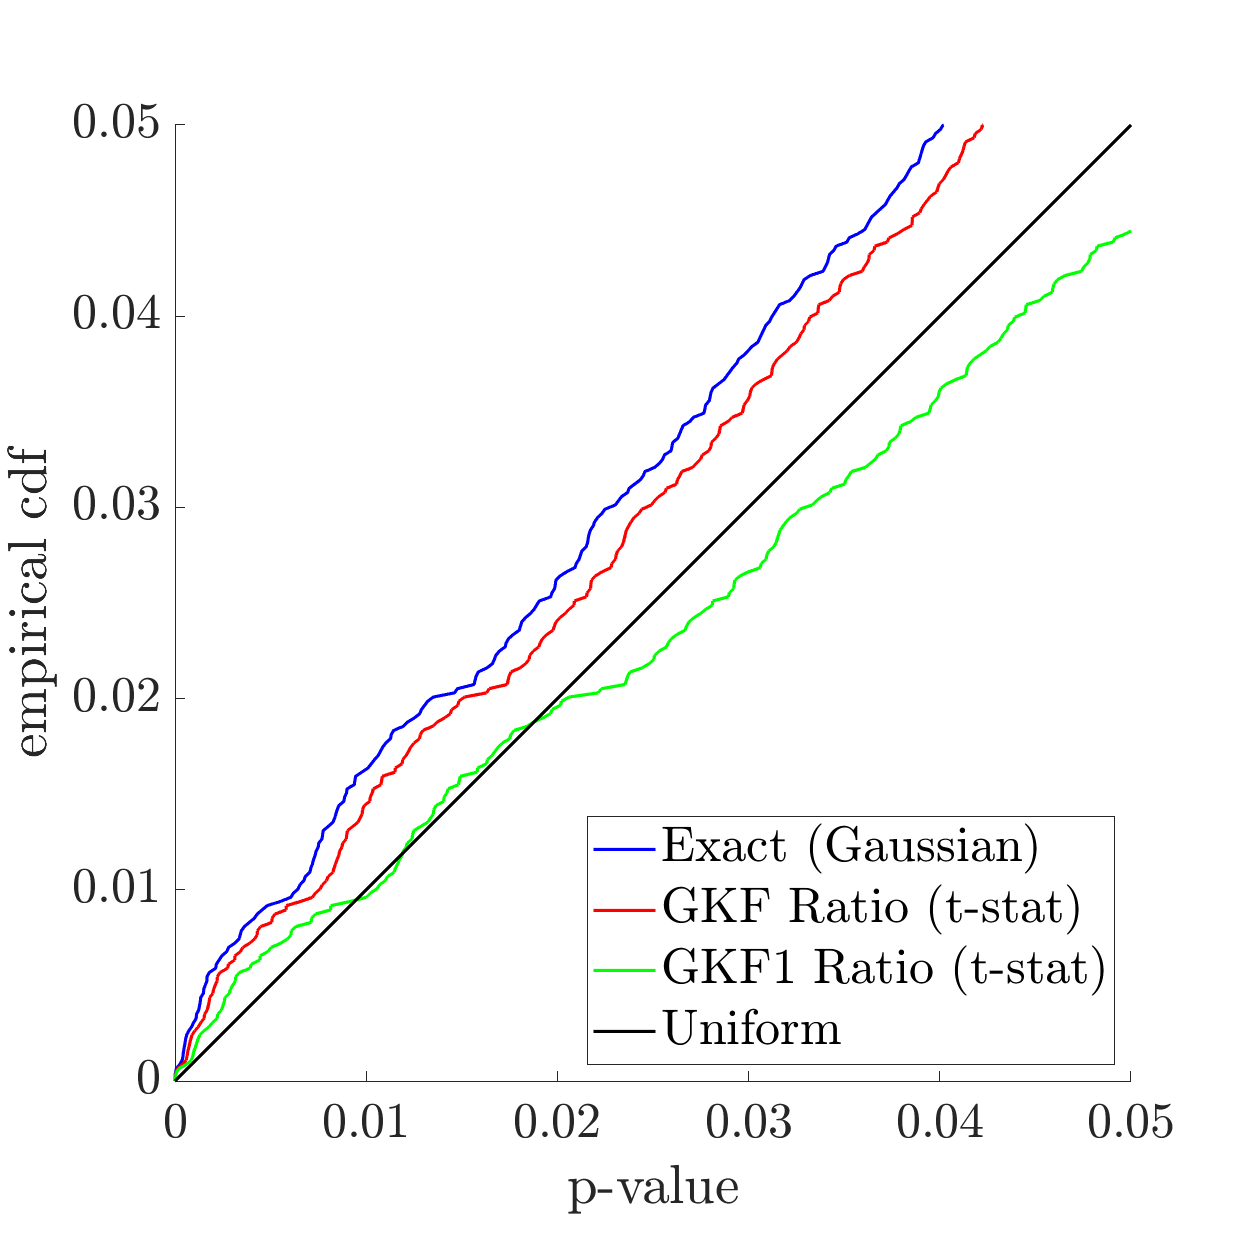 0.05
0.04
0.03
0.02
0.01
0
empirical cdf
Exact (Gaussian)
GKF Ratio (t-stat)
GKF1 Ratio (t-stat)
Uniform
0 0.01 0.02 0.03 0.04 0.05
p-value